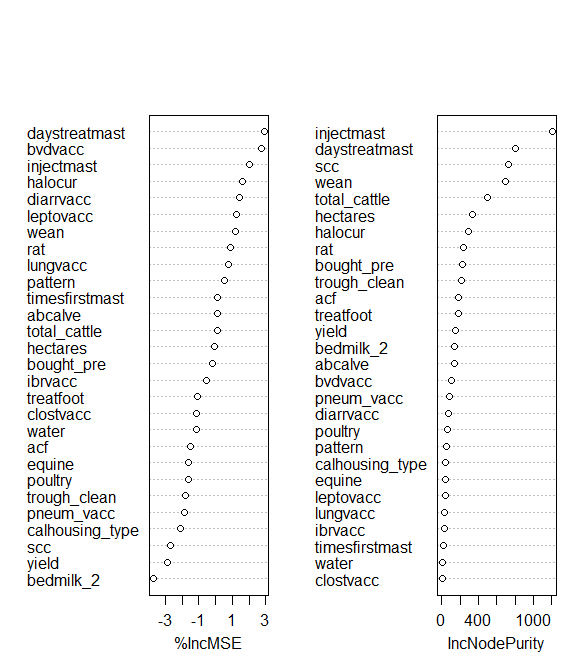 daystreatmast
bvdvacc
injectmast
halocur
diarrvacc
leptovacc
wean
rat
lungvacc
pattern
timesfirstmast
abcalve
total_cattle
hectares
bought_pre
ibrvacc
treatfoot
clostvacc
water
acf
equine
poultry
trough_clean
pneum_vacc
calhousing_type
scc
yield
bedmilk_2
-3 -1 1 3
%IncMSE
injectmast
daystreatmast
scc
wean
total_cattle
hectares
halocur
rat
bought_pre
trough_clean
acf
treatfoot
yield
bedmilk_2
abcalve
bvdvacc
pneum_vacc
diarrvacc
poultry
pattern
calhousing_type
equine
leptovacc
lungvacc
ibrvacc
timesfirstmast
water
clostvacc
0 400 1000
IncNodePurity